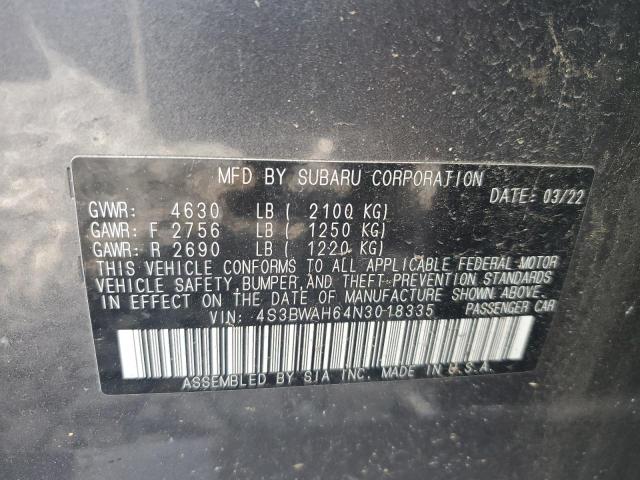 MFD BY SUBARU CORPORATION
DATE: 03/22
GVWR: 4630 LB ( 2100 KG)
GAWR: F 2756 LB ( 1250 KG)
GAWR: R 2690 LB ( 1220 KG)
THIS VEHICLE CONFORMS TO ALL APPLICABLE FEDERAL MOTOR
VEHICLE SAFETY, BUMPER, AND THEFT-PREVENTION STANDARDS
IN EFFECT ON THE DATE OF MANUFACTURE SHOWN ABOVE.
VIN: 4S3BWAH64N3018335 PASSENGER CAR
ASSEMBLED BY SIA INC. MADE IN U.S.A.